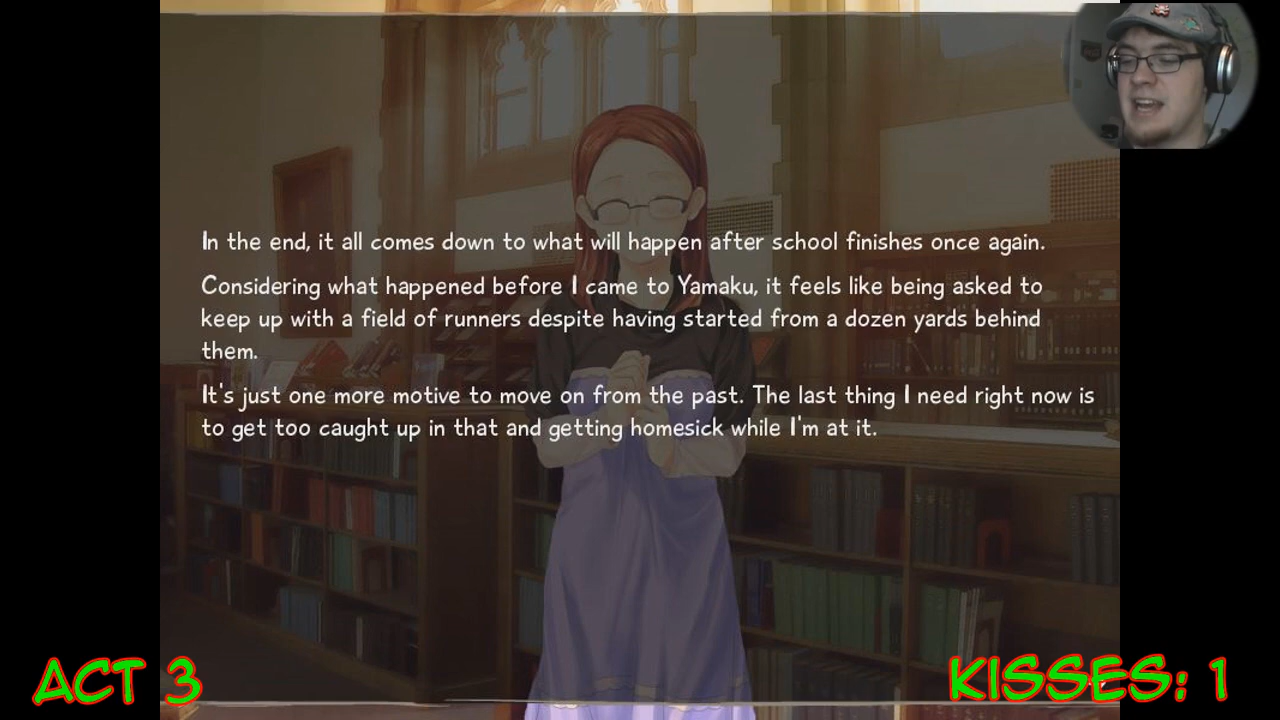 In the end, it all comes down to what will happen after school finishes once again.
Considering what happened before I came to Yamaku, it feels like being asked to
keep up with a field of runners despite having started from a dozen yards behind
them.
It's just one more motive to move on from the past. The last thing I need right now is
to get too caught up in that and getting homesick while I'm at it.
ACT 3
KISSES: 1